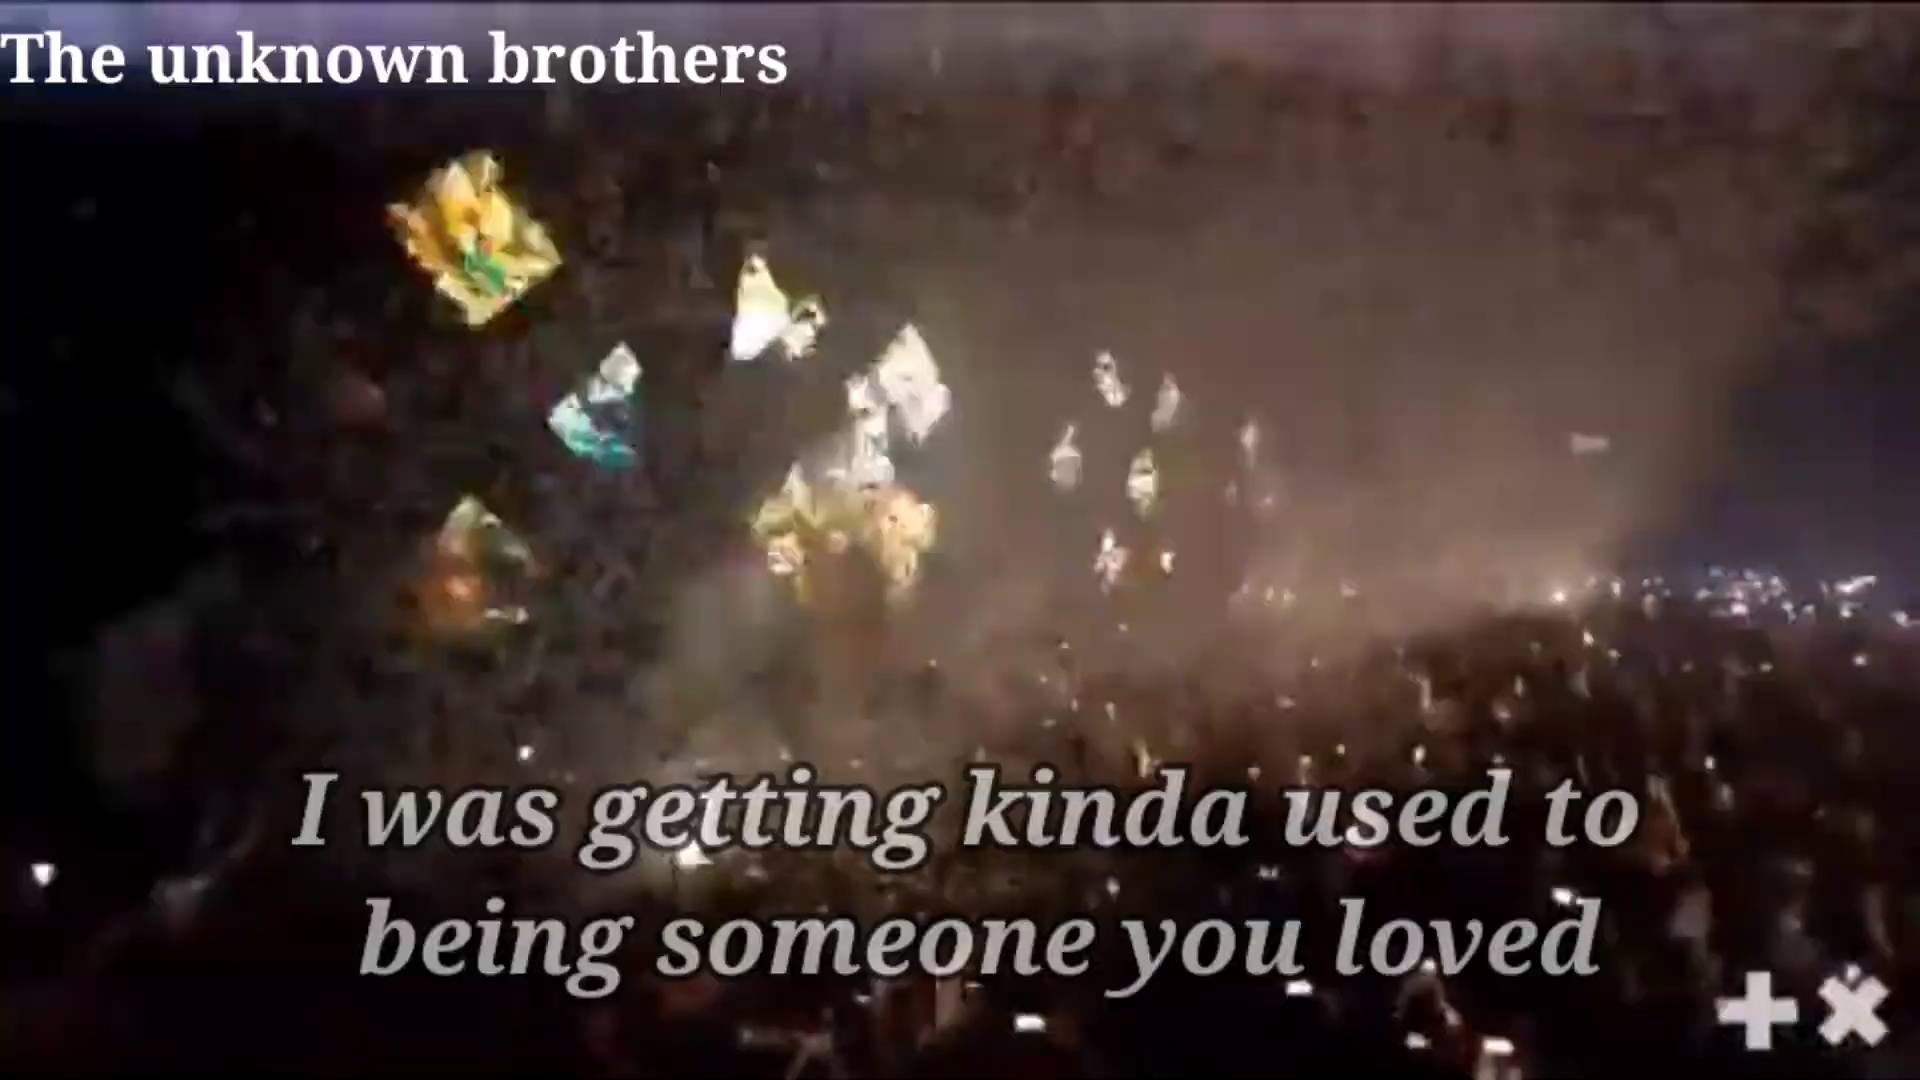 The unknown brothers
I was getting kinda used to
being someone you loved